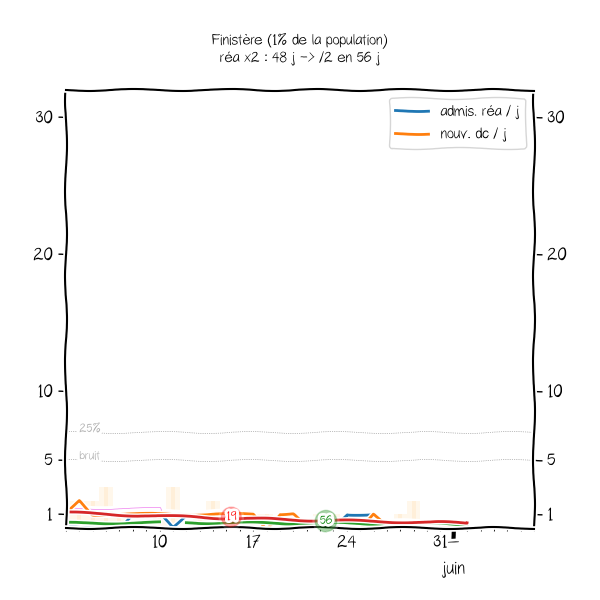 Finistère (1% de la population)
réa x2 : 48 j -> /2 en 56 j
admis. réa / j
nouv. dc / j
30 30
20 20
10 10
25%
5 5
bruit
1 1
19
56
10 17 24 31
juin